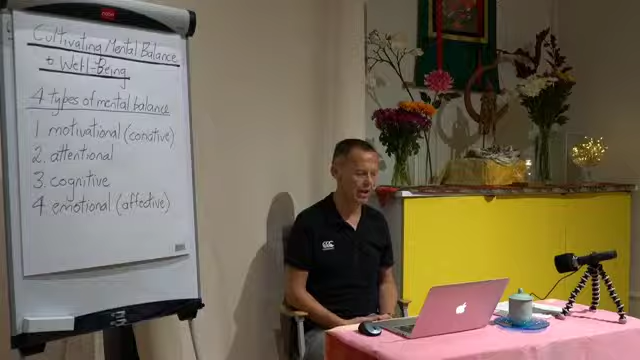 Cultivating Mental Balance
+ Well-Being
4 types of mental balance
1 motivational (conative)
2. attentional
3. cognitive
4. emotional (affective)
CCC